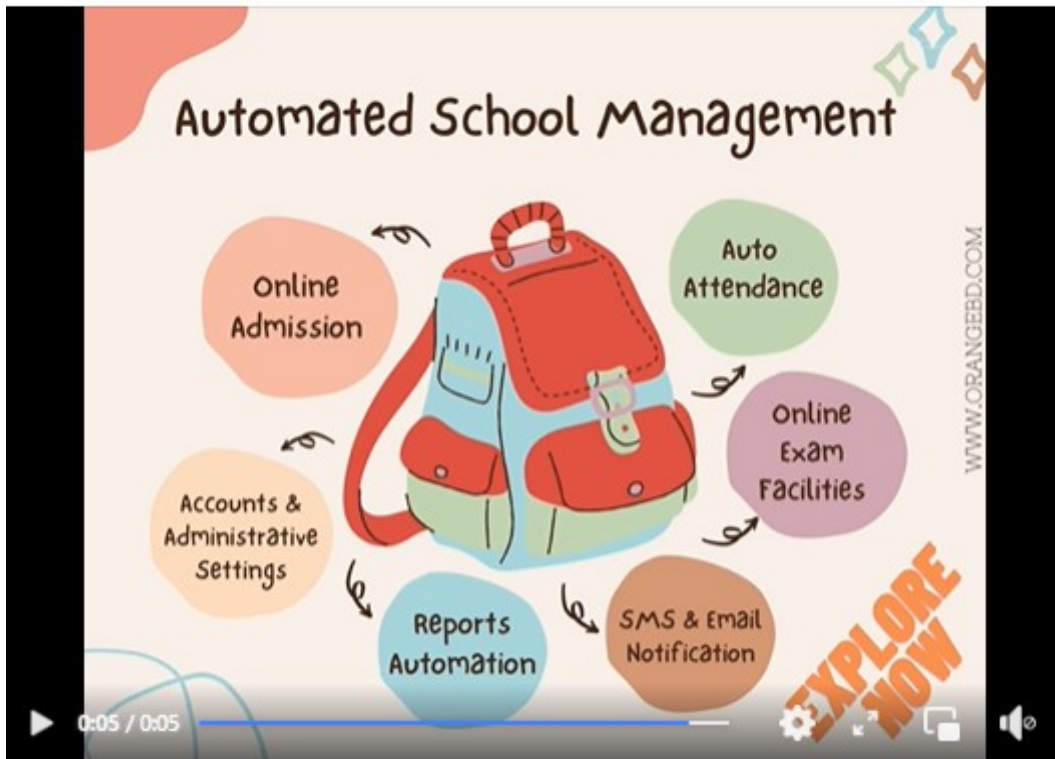 Automated School Management
Online
Admission
Auto
Attendance
Online
Exam
Facilities
Accounts &
Administrative
Settings
Reports
Automation
SMS & Email
Notification
WWW.ORANGEBD.COM
EXPLORE
NOW
0:05 / 0:05